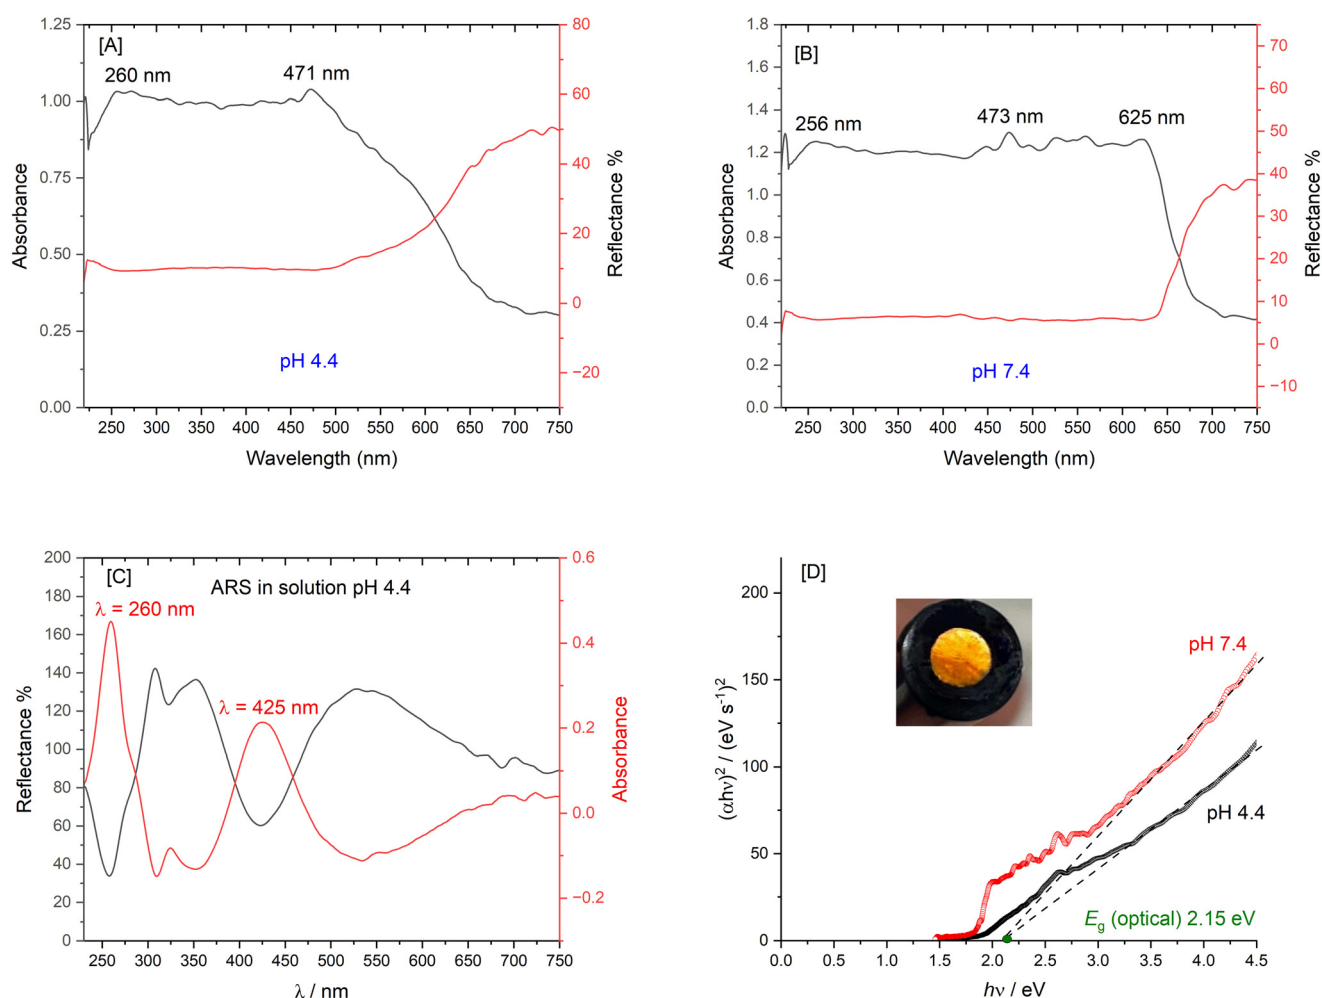 [A]
260 nm
471 nm
pH 4.4
Absorbance
Reflectance %
Wavelength (nm)
0.00
0.25
0.50
0.75
1.00
1.25
−20
0
20
40
60
80
250 300 350 400 450 500 550 600 650 700 750
[B]
256 nm
473 nm
625 nm
pH 7.4
Absorbance
Reflectance %
Wavelength (nm)
0.0
0.2
0.4
0.6
0.8
1.0
1.2
1.4
1.6
1.8
−10
0
10
20
30
40
50
60
70
250 300 350 400 450 500 550 600 650 700 750
[C]
ARS in solution pH 4.4
λ = 260 nm
λ = 425 nm
Reflectance %
Absorbance
λ / nm
0
20
40
60
80
100
120
140
160
180
200
−0.2
0.0
0.2
0.4
0.6
250 300 350 400 450 500 550 600 650 700 750
[D]
pH 7.4
pH 4.4
Eg (optical) 2.15 eV
(αhν)² / (eV s⁻¹)²
hν / eV
0
50
100
150
200
0.0 0.5 1.0 1.5 2.0 2.5 3.0 3.5 4.0 4.5